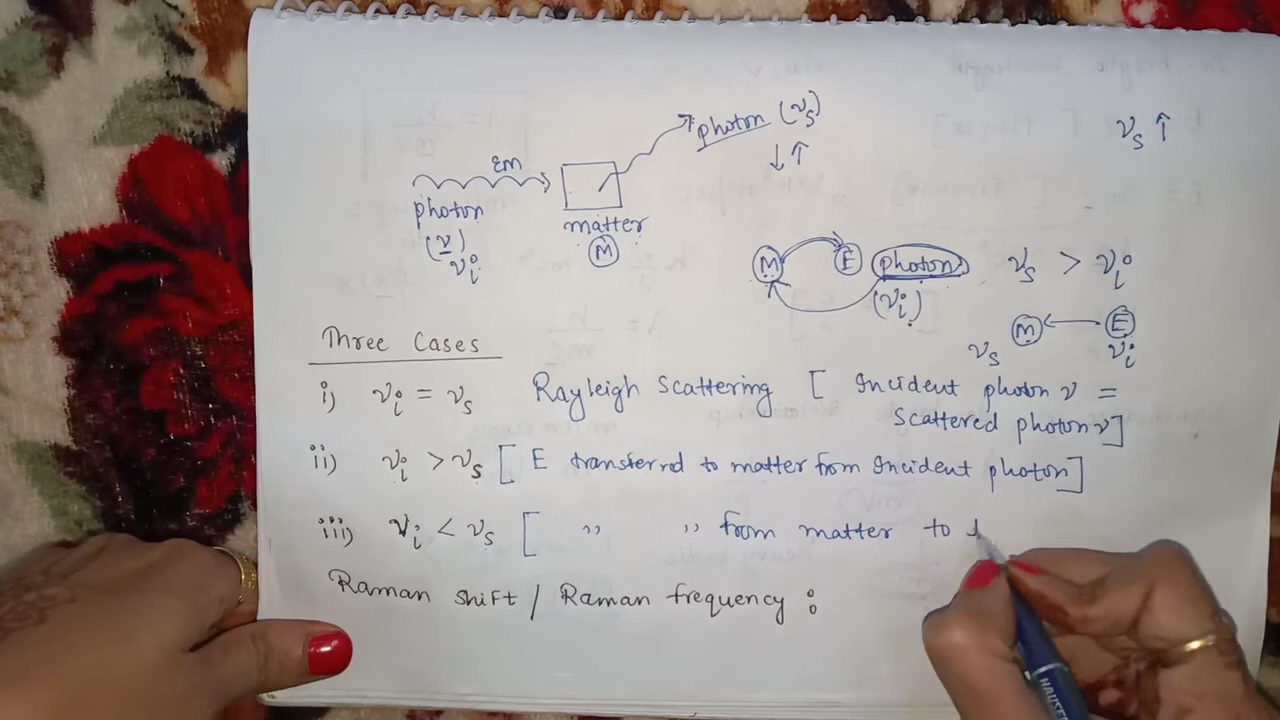 photon (νs)
↓↑
νs ↑
EM
photon
(ν)
νi
matter
M
M E photon
(νi)
νs > νi
M ← E
νs νi
Three Cases
i) νi = νs Rayleigh Scattering [ Incident photon ν =
Scattered photon ν]
ii) νi > νs [ E transferred to matter from Incident photon]
iii) νi < νs [ ,, ,, from matter to
Raman shift / Raman frequency :
HAUSER